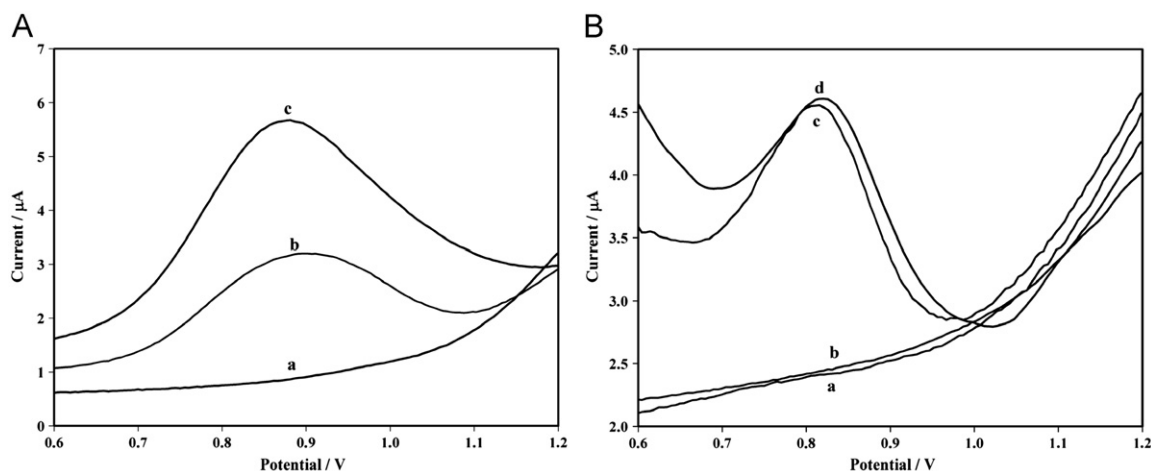 A
7
6
5
4
3
2
1
0
Current / µA
c
b
a
0.6 0.7 0.8 0.9 1.0 1.1 1.2
Potential / V
B
5.0
4.5
4.0
3.5
3.0
2.5
2.0
Current / µA
d
c
b
a
0.6 0.7 0.8 0.9 1.0 1.1 1.2
Potential / V